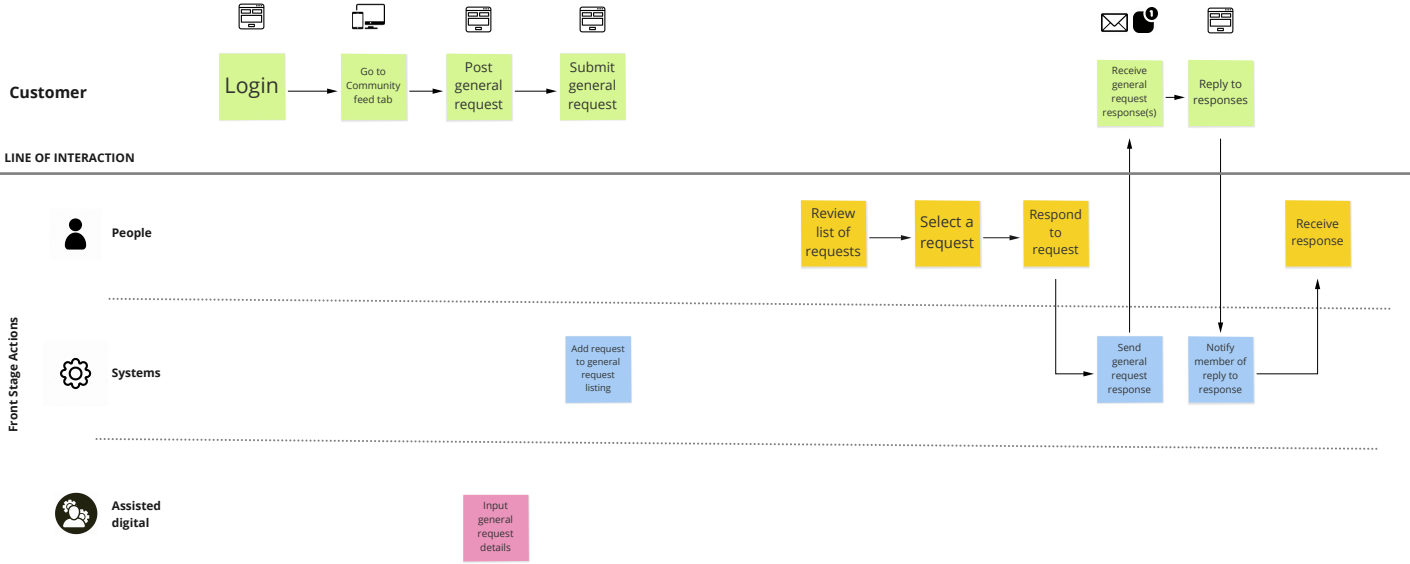 1
Customer
Login
Go to
Community
feed tab
Post
general
request
Submit
general
request
Receive
general
request
response(s)
Reply to
responses
LINE OF INTERACTION
Front Stage Actions
People
Review
list of
requests
Select a
request
Respond
to
request
Receive
response
Systems
Add request
to general
request
listing
Send
general
request
response
Notify
member of
reply to
response
Assisted
digital
Input
general
request
details